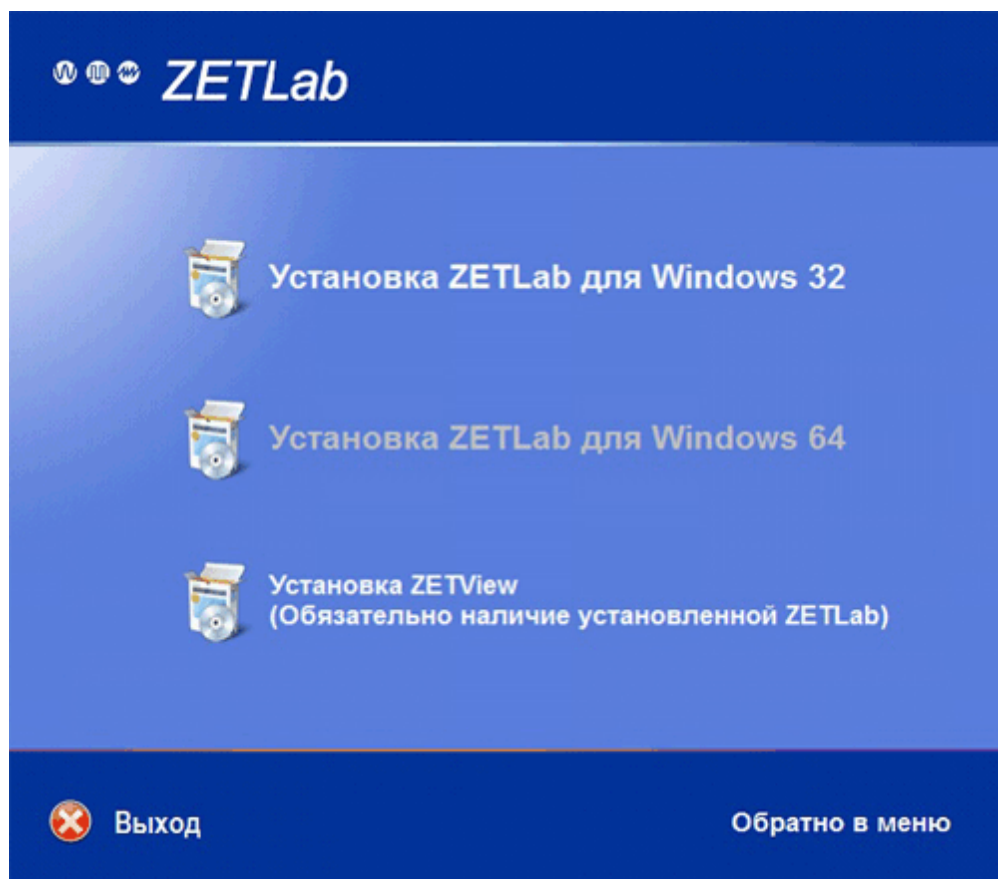 ZETLab
Установка ZETLab для Windows 32
Установка ZETLab для Windows 64
Установка ZETView
(Обязательно наличие установленной ZETLab)
Выход
Обратно в меню